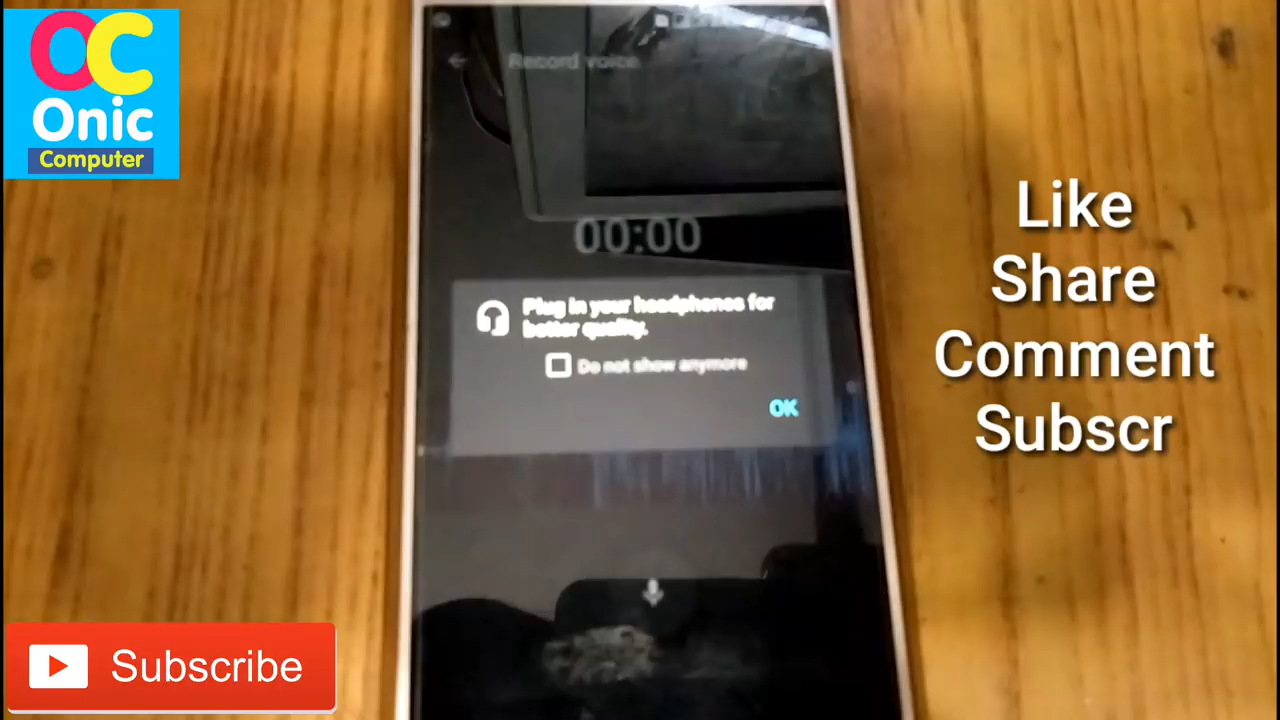 OC
Onic
Computer
Record voice
00:00
Plug in your headphones for
better quality.
Do not show anymore
OK
Like
Share
Comment
Subscr
Subscribe